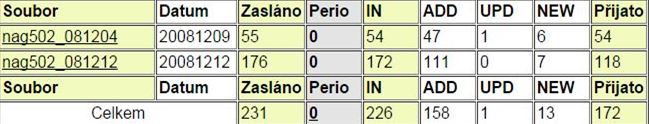 Soubor Datum Zasláno Perio IN ADD UPD NEW Přijato
nag502_081204 20081209 55 0 54 47 1 6 54
nag502_081212 20081212 176 0 172 111 0 7 118
Soubor Datum Zasláno Perio IN ADD UPD NEW Přijato
Celkem 231 0 226 158 1 13 172